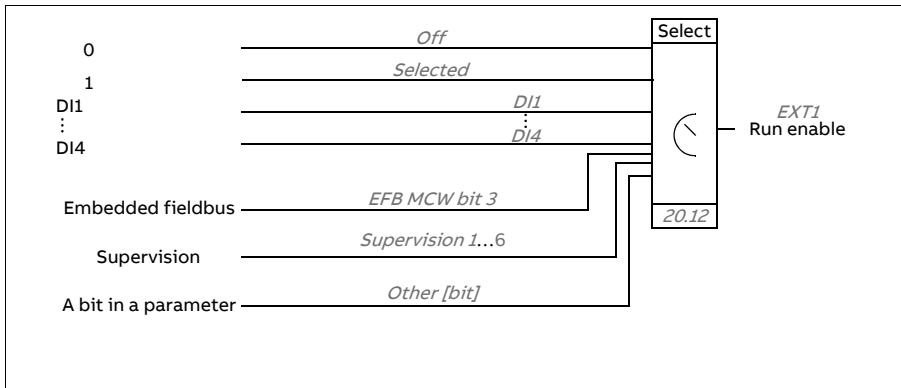 Select
0
Off
1
Selected
DI1
DI1
DI4
DI4
EXT1
Run enable
Embedded fieldbus
EFB MCW bit 3
20.12
Supervision
Supervision 1...6
A bit in a parameter
Other [bit]